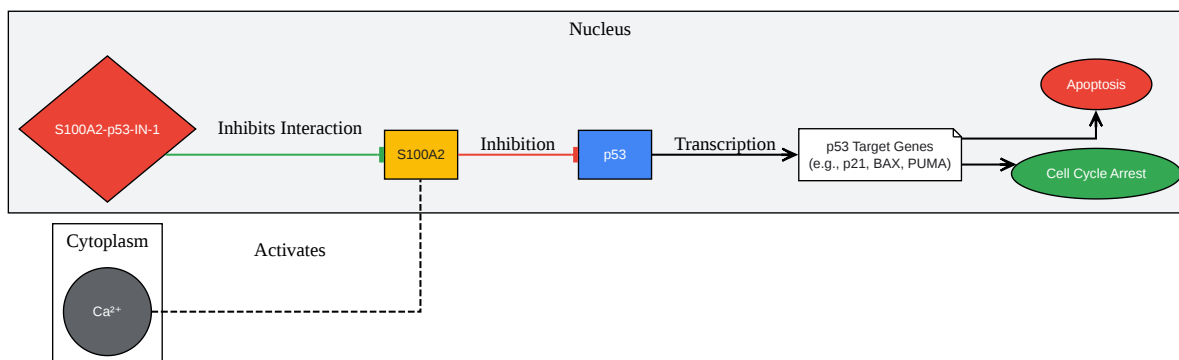 Nucleus
S100A2-p53-IN-1
Inhibits Interaction
S100A2
Inhibition
p53
Transcription
p53 Target Genes
(e.g., p21, BAX, PUMA)
Apoptosis
Cell Cycle Arrest
Cytoplasm
Activates
Ca²⁺